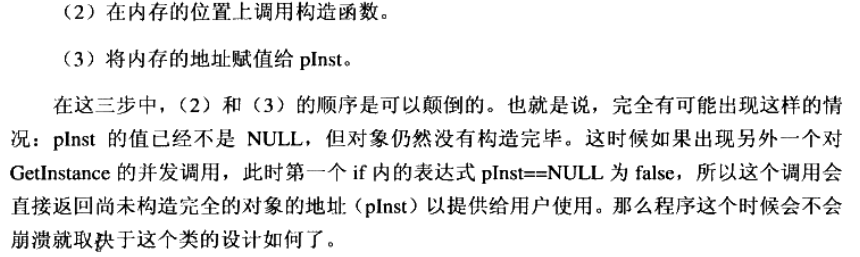 （2）在内存的位置上调用构造函数。
（3）将内存的地址赋值给 pInst。
在这三步中，（2）和（3）的顺序是可以颠倒的。也就是说，完全有可能出现这样的情
况：pInst 的值已经不是 NULL，但对象仍然没有构造完毕。这时候如果出现另外一个对
GetInstance 的并发调用，此时第一个 if 内的表达式 pInst==NULL 为 false，所以这个调用会
直接返回尚未构造完全的对象的地址（pInst）以提供给用户使用。那么程序这个时候会不会
崩溃就取决于这个类的设计如何了。